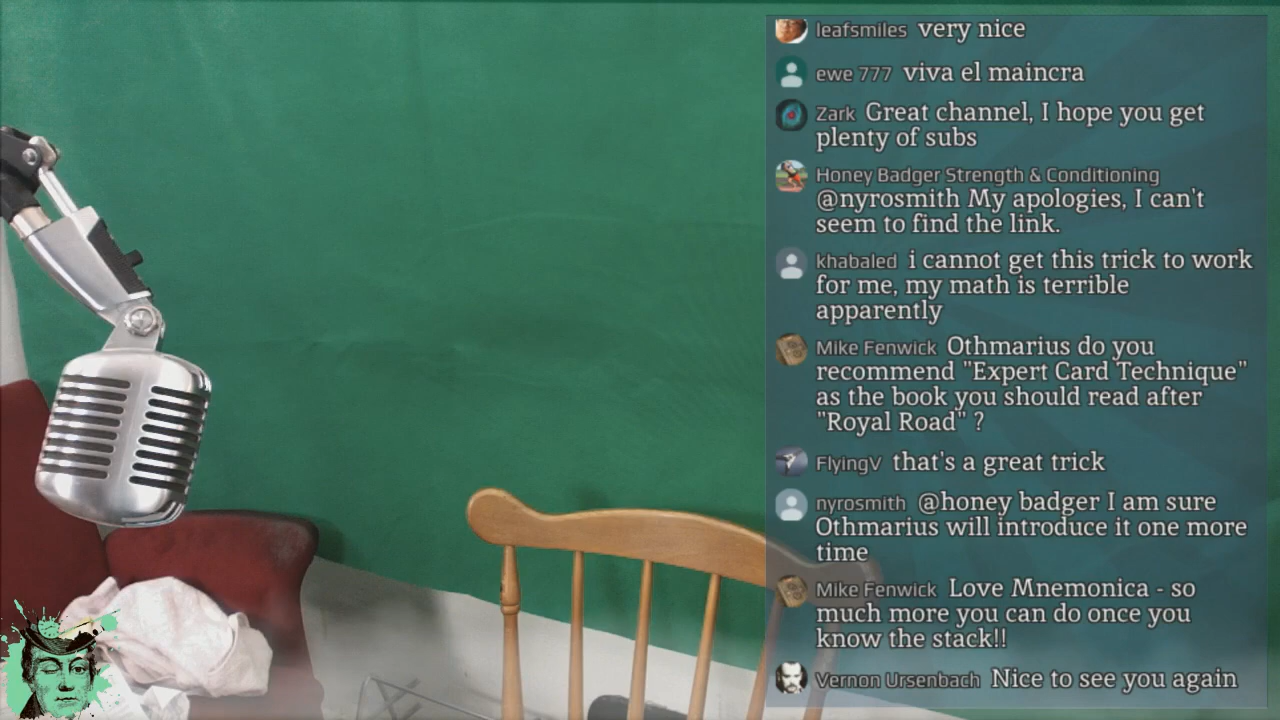 leafsmiles very nice
ewe 777 viva el maincra
Zark Great channel, I hope you get
plenty of subs
Honey Badger Strength & Conditioning
@nyrosmith My apologies, I can't
seem to find the link.
khabaled i cannot get this trick to work
for me, my math is terrible
apparently
Mike Fenwick Othmarius do you
recommend "Expert Card Technique"
as the book you should read after
"Royal Road" ?
FlyingV that's a great trick
nyrosmith @honey badger I am sure
Othmarius will introduce it one more
time
Mike Fenwick Love Mnemonica - so
much more you can do once you
know the stack!!
Vernon Ursenbach Nice to see you again